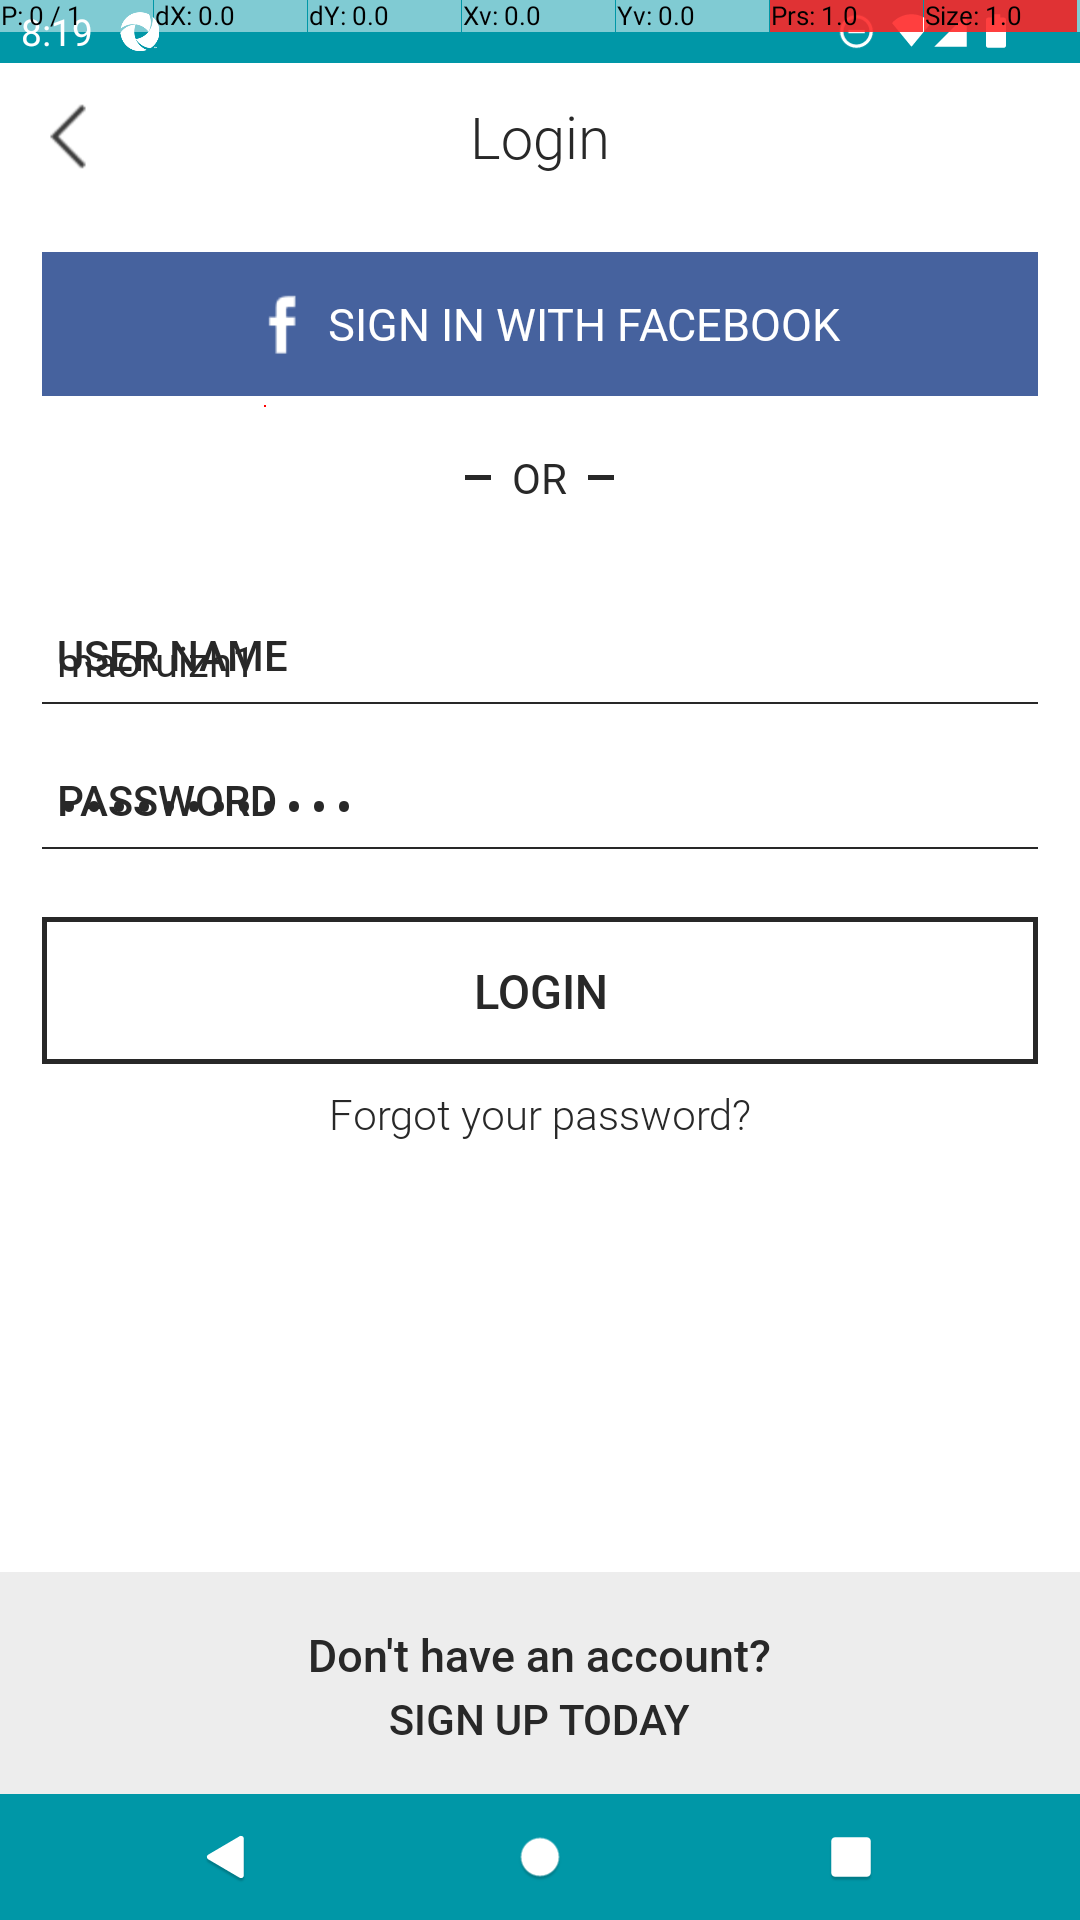 P: 0 / 1 dX: 0.0 dY: 0.0 Xv: 0.0 Yv: 0.0 Prs: 1.0 Size: 1.0
8:19
Login
f SIGN IN WITH FACEBOOK
– OR –
USER NAME
PASSWORD
LOGIN
Forgot your password?
Don't have an account?
SIGN UP TODAY